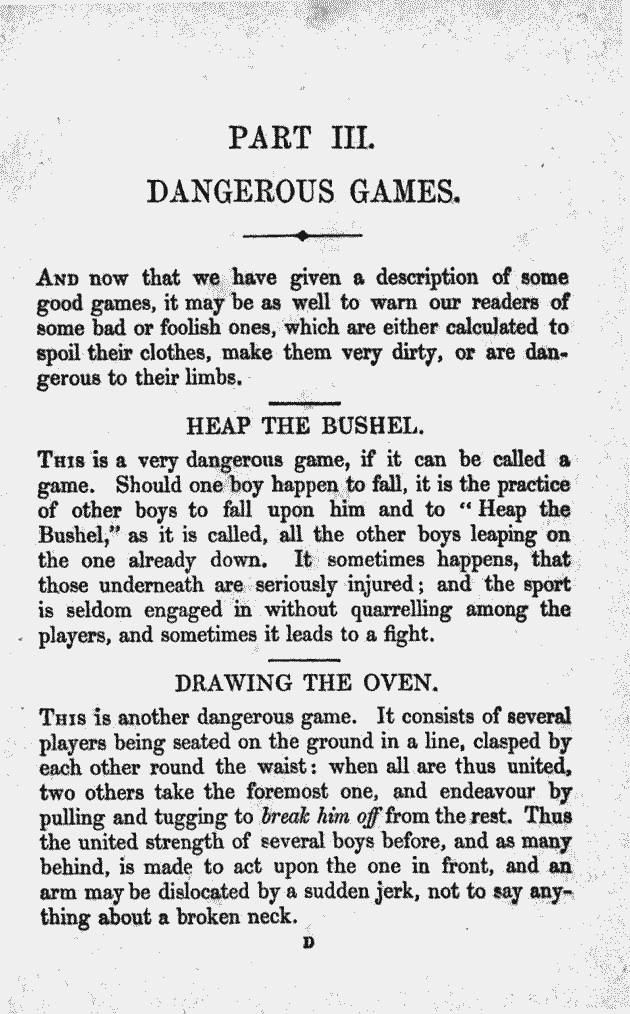 PART III.
DANGEROUS GAMES.
AND now that we have given a description of some
good games, it may be as well to warn our readers of
some bad or foolish ones, which are either calculated to
spoil their clothes, make them very dirty, or are dan-
gerous to their limbs.
HEAP THE BUSHEL.
THIS is a very dangerous game, if it can be called a
game. Should one boy happen to fall, it is the practice
of other boys to fall upon him and to “ Heap the
Bushel,” as it is called, all the other boys leaping on
the one already down. It sometimes happens, that
those underneath are seriously injured; and the sport
is seldom engaged in without quarrelling among the
players, and sometimes it leads to a fight.
DRAWING THE OVEN.
THIS is another dangerous game. It consists of several
players being seated on the ground in a line, clasped by
each other round the waist: when all are thus united,
two others take the foremost one, and endeavour by
pulling and tugging to break him off from the rest. Thus
the united strength of several boys before, and as many
behind, is made to act upon the one in front, and an
arm may be dislocated by a sudden jerk, not to say any-
thing about a broken neck.
D